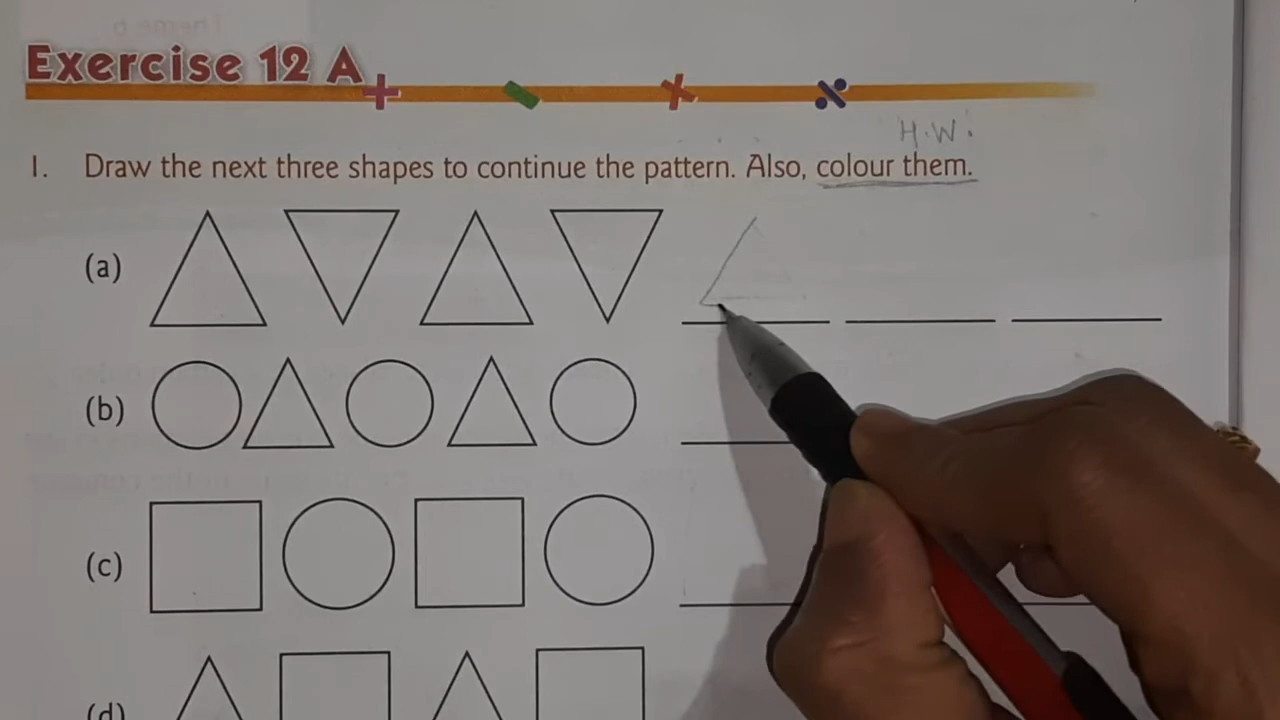 Exercise 12 A
H.W.
1. Draw the next three shapes to continue the pattern. Also, colour them.
(a)
(b)
(c)
(d)